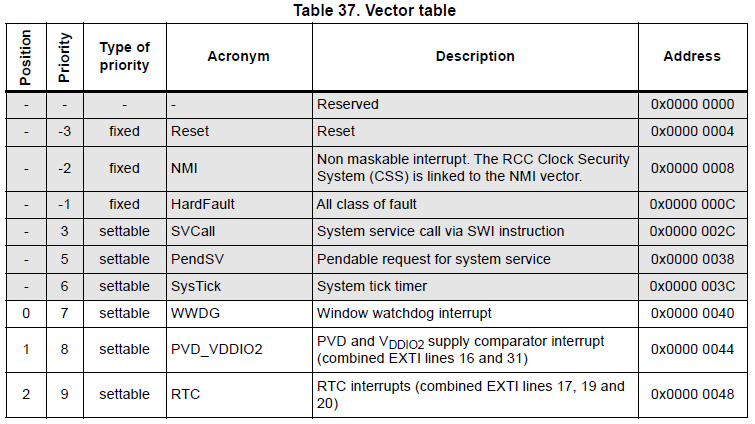 Table 37. Vector table
Position Priority Type of priority Acronym Description Address
- - - - Reserved 0x0000 0000
- -3 fixed Reset Reset 0x0000 0004
- -2 fixed NMI Non maskable interrupt. The RCC Clock Security
System (CSS) is linked to the NMI vector. 0x0000 0008
- -1 fixed HardFault All class of fault 0x0000 000C
- 3 settable SVCall System service call via SWI instruction 0x0000 002C
- 5 settable PendSV Pendable request for system service 0x0000 0038
- 6 settable SysTick System tick timer 0x0000 003C
0 7 settable WWDG Window watchdog interrupt 0x0000 0040
1 8 settable PVD_VDDIO2 PVD and VDDIO2 supply comparator interrupt
(combined EXTI lines 16 and 31) 0x0000 0044
2 9 settable RTC RTC interrupts (combined EXTI lines 17, 19 and
20) 0x0000 0048